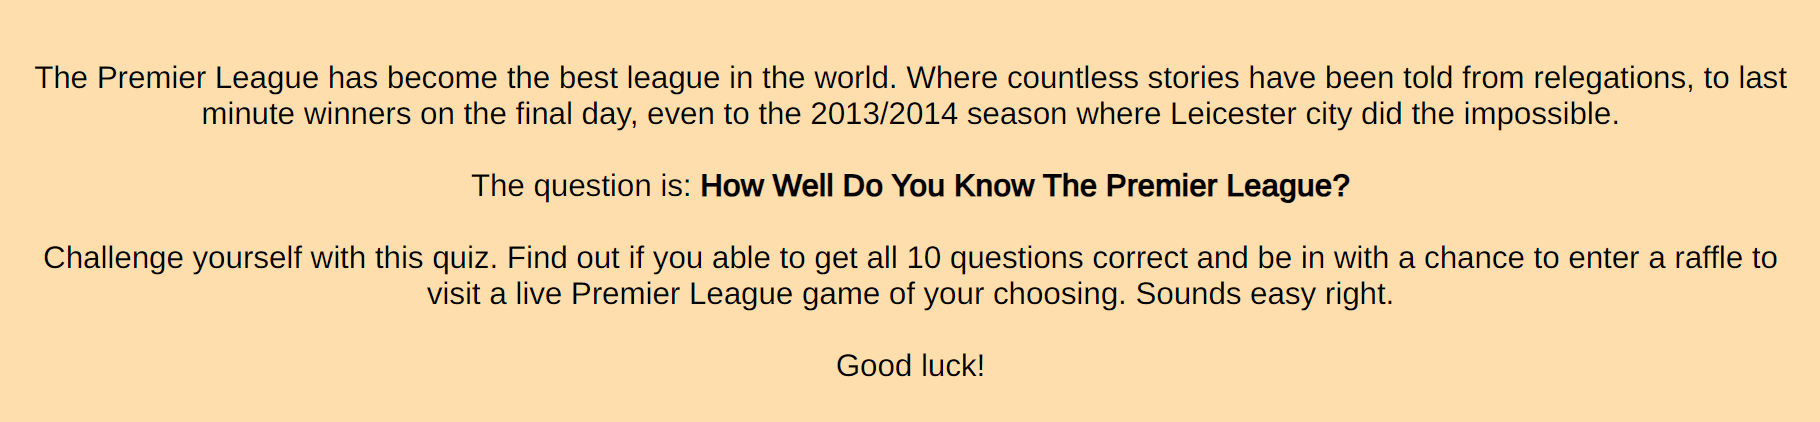 The Premier League has become the best league in the world. Where countless stories have been told from relegations, to last
minute winners on the final day, even to the 2013/2014 season where Leicester city did the impossible.
The question is: How Well Do You Know The Premier League?
Challenge yourself with this quiz. Find out if you able to get all 10 questions correct and be in with a chance to enter a raffle to
visit a live Premier League game of your choosing. Sounds easy right.
Good luck!